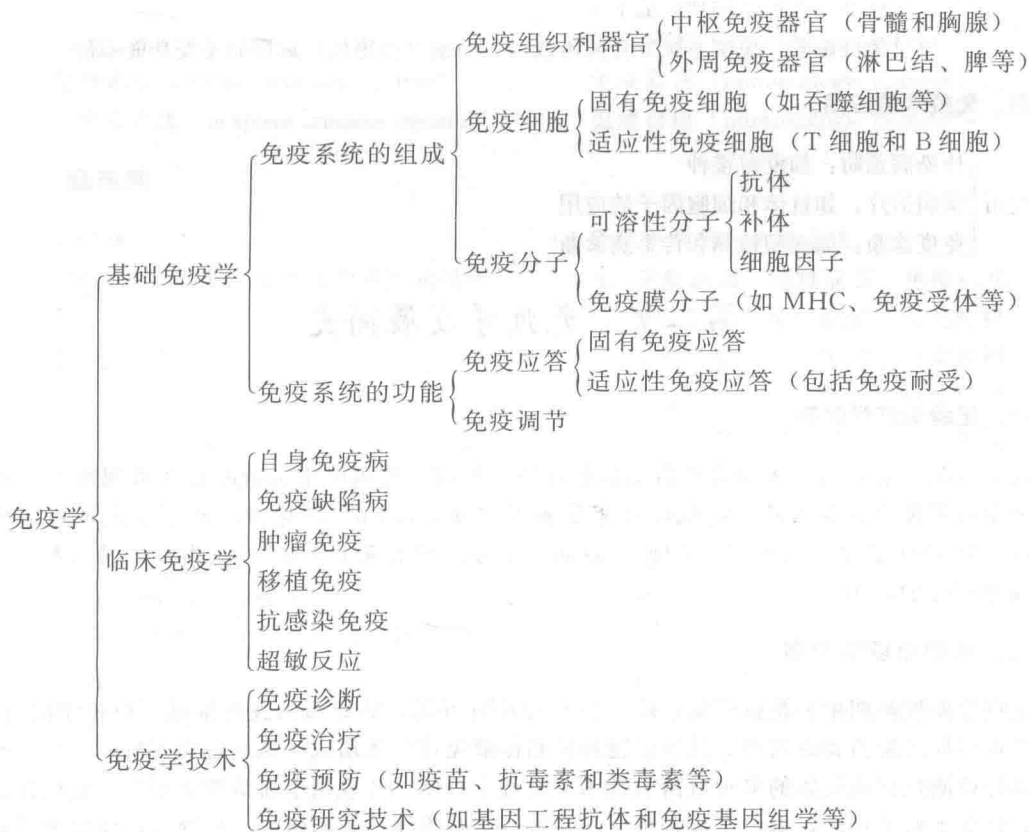 免疫组织和器官
中枢免疫器官（骨髓和胸腺）
外周免疫器官（淋巴结、脾等）
免疫细胞
固有免疫细胞（如吞噬细胞等）
适应性免疫细胞（T 细胞和 B 细胞）
免疫系统的组成
抗体
可溶性分子
补体
免疫分子
细胞因子
基础免疫学
免疫膜分子（如 MHC、免疫受体等）
固有免疫应答
免疫应答
免疫系统的功能
适应性免疫应答（包括免疫耐受）
免疫调节
自身免疫病
免疫缺陷病
免疫学
肿瘤免疫
临床免疫学
移植免疫
抗感染免疫
超敏反应
免疫诊断
免疫治疗
免疫学技术
免疫预防（如疫苗、抗毒素和类毒素等）
免疫研究技术（如基因工程抗体和免疫基因组学等）